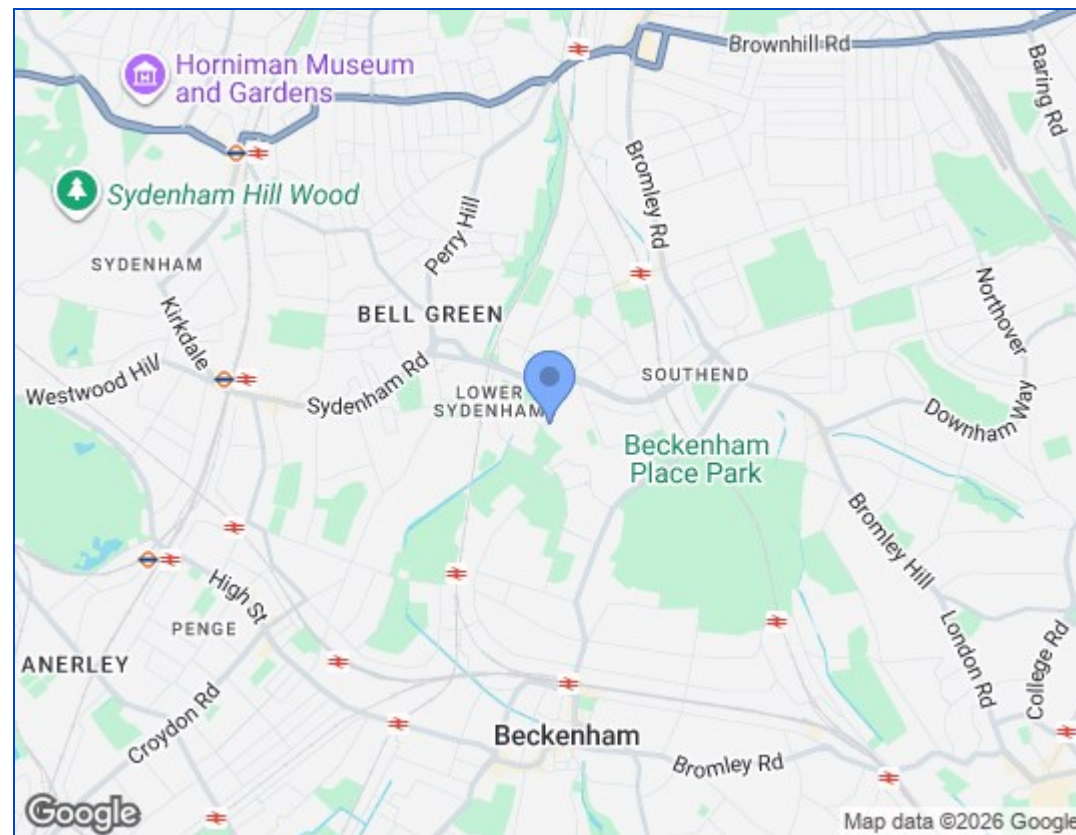 Brownhill Rd
Baring Rd
Horniman Museum
and Gardens
Bromley Rd
Sydenham Hill Wood
Perry Hill
SYDENHAM
Kirkdale
BELL GREEN
Northover
Westwood Hill
Sydenham Rd
LOWER
SYDENHAM
SOUTHEND
Downham Way
Beckenham
Place Park
Bromley Hill
High St
PENGE
London Rd
College Rd
ANERLEY
Croydon Rd
Beckenham
Bromley Rd
Google
Map data ©2026 Google